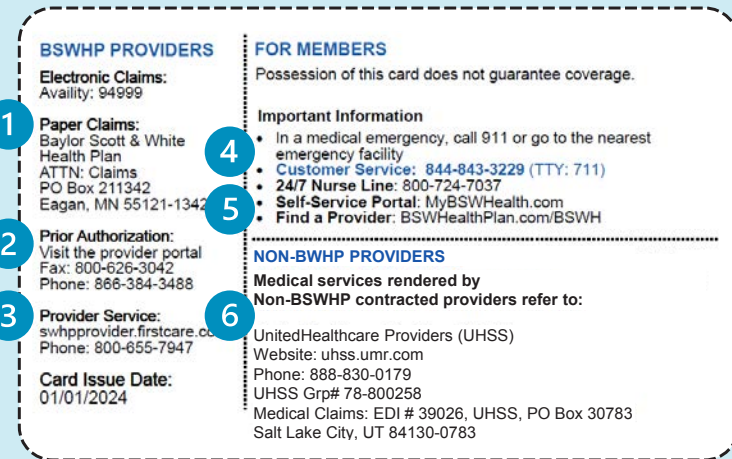 BSWHP PROVIDERS
Electronic Claims:
Availity: 94999
1
Paper Claims:
Baylor Scott & White
Health Plan
ATTN: Claims
PO Box 211342
Eagan, MN 55121-1342
2
Prior Authorization:
Visit the provider portal
Fax: 800-626-3042
Phone: 866-384-3488
3
Provider Service:
swhpprovider.firstcare.co
Phone: 800-655-7947
Card Issue Date:
01/01/2024
FOR MEMBERS
Possession of this card does not guarantee coverage.
Important Information
4
• In a medical emergency, call 911 or go to the nearest
emergency facility
• Customer Service: 844-843-3229 (TTY: 711)
• 24/7 Nurse Line: 800-724-7037
5
• Self-Service Portal: MyBSWHealth.com
• Find a Provider: BSWHealthPlan.com/BSWH
NON-BWHP PROVIDERS
Medical services rendered by
Non-BSWHP contracted providers refer to:
6
UnitedHealthcare Providers (UHSS)
Website: uhss.umr.com
Phone: 888-830-0179
UHSS Grp# 78-800258
Medical Claims: EDI # 39026, UHSS, PO Box 30783
Salt Lake City, UT 84130-0783